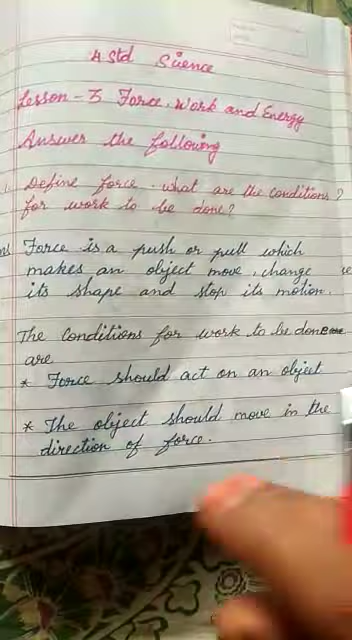 4 Std Science
Lesson - 3 Force, Work and Energy
Answer the following
1. Define force. what are the conditions?
for work to be done?
Ans Force is a push or pull which
makes an object move, change
its shape and stop its motion.
The conditions for work to be done
are
* Force should act on an object
* The object should move in the
direction of force.